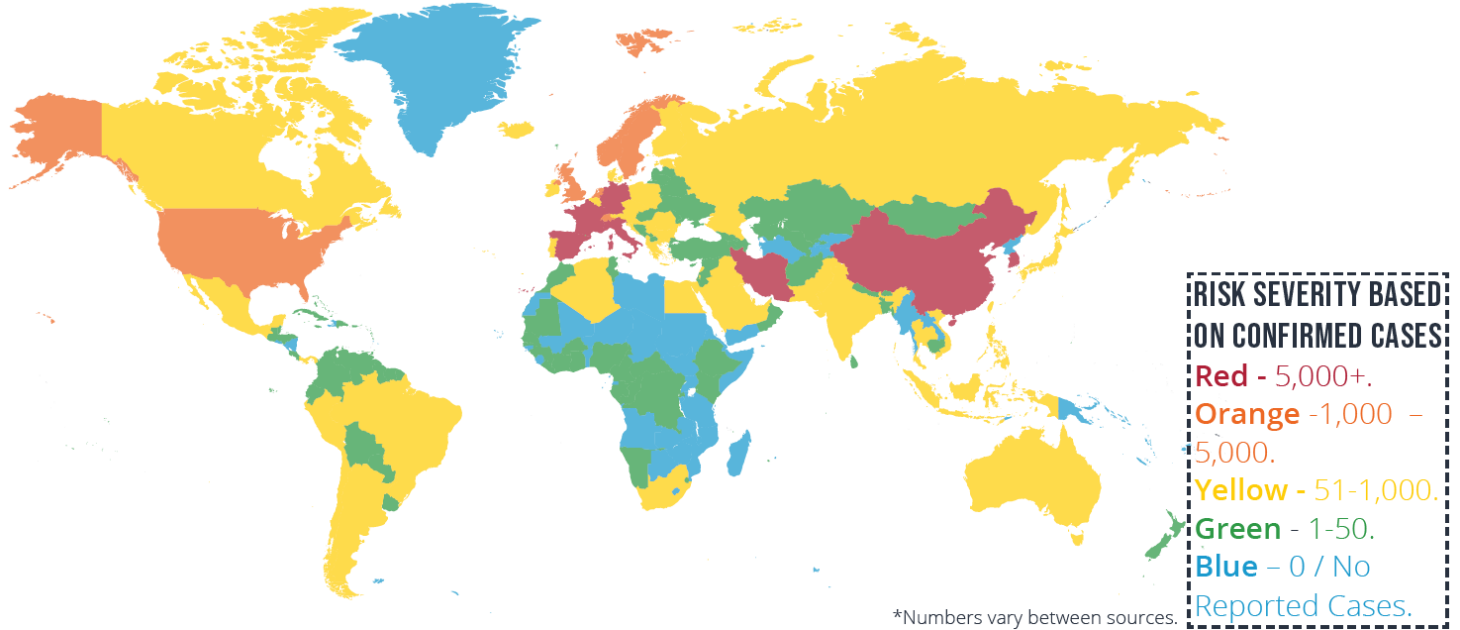 RISK SEVERITY BASED
ON CONFIRMED CASES
Red - 5,000+.
Orange -1,000 –
5,000.
Yellow - 51-1,000.
Green - 1-50.
Blue – 0 / No
Reported Cases.
*Numbers vary between sources.